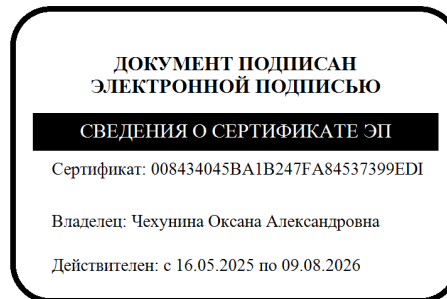 ДОКУМЕНТ ПОДПИСАН
ЭЛЕКТРОННОЙ ПОДПИСЬЮ
СВЕДЕНИЯ О СЕРТИФИКАТЕ ЭП
Сертификат: 008434045BA1B247FA84537399EDI
Владелец: Чехунина Оксана Александровна
Действителен: с 16.05.2025 по 09.08.2026